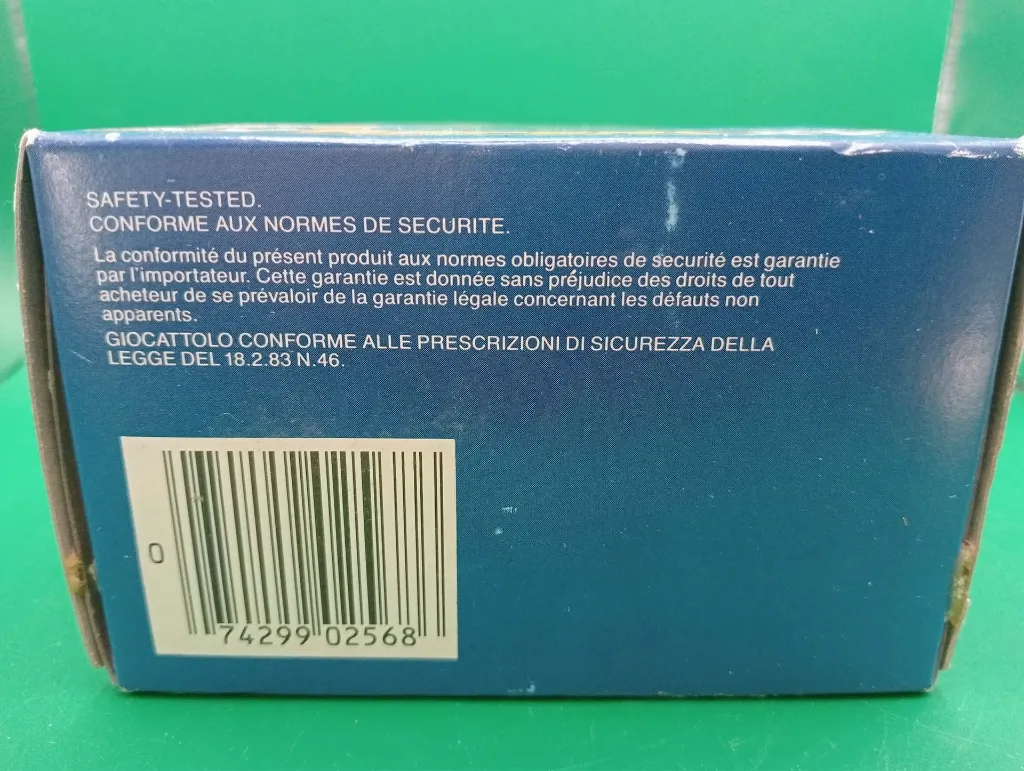 SAFETY-TESTED.
CONFORME AUX NORMES DE SECURITE.
La conformité du présent produit aux normes obligatoires de securité est garantie
par l'importateur. Cette garantie est donnée sans préjudice des droits de tout
acheteur de se prévaloir de la garantie légale concernant les défauts non
apparents.
GIOCATTOLO CONFORME ALLE PRESCRIZIONI DI SICUREZZA DELLA
LEGGE DEL 18.2.83 N.46.
0 74299 02568